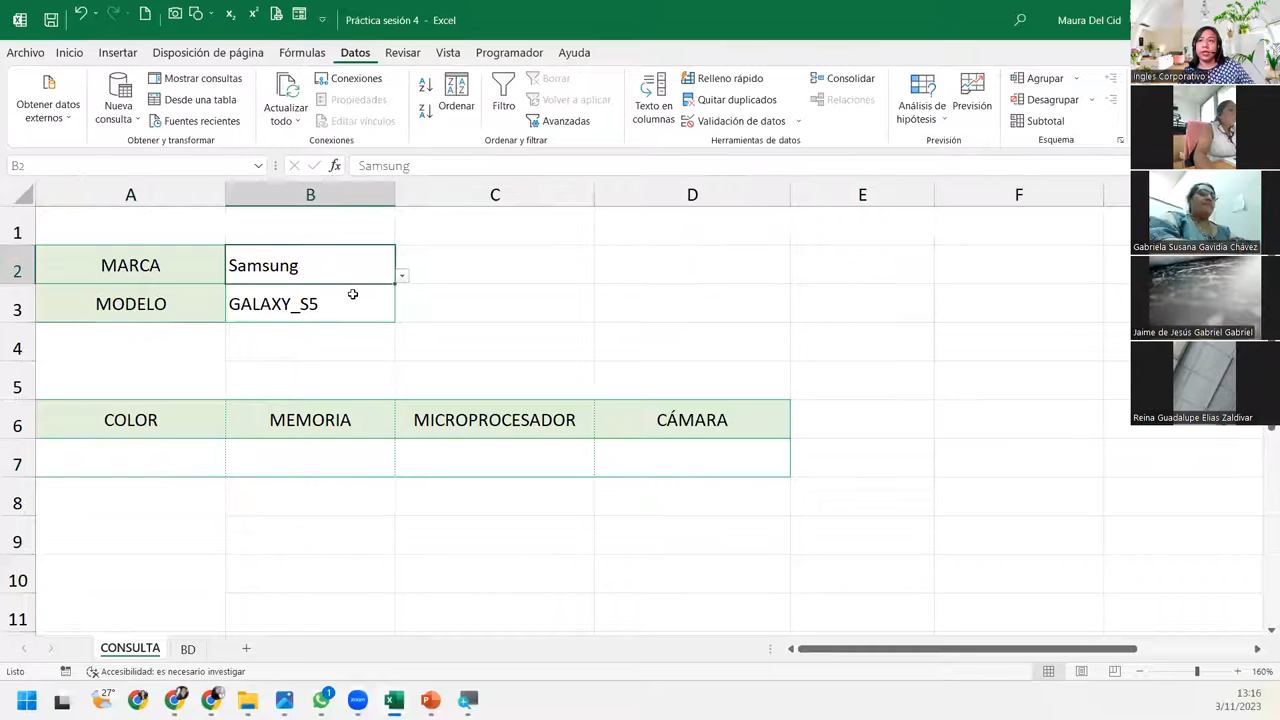 Práctica sesión 4 - Excel
Maura Del Cid
Archivo Inicio Insertar Disposición de página Fórmulas Datos Revisar Vista Programador Ayuda
Obtener datos externos
Nueva consulta
Mostrar consultas
Desde una tabla
Fuentes recientes
Obtener y transformar
Actualizar todo
Conexiones
Propiedades
Editar vínculos
Conexiones
Ordenar
Filtro
Borrar
Volver a aplicar
Avanzadas
Ordenar y filtrar
Texto en columnas
Relleno rápido
Quitar duplicados
Validación de datos
Consolidar
Relaciones
Herramientas de datos
Análisis de hipótesis
Previsión
Previsión
Agrupar
Desagrupar
Subtotal
Esquema
B2
fx Samsung
A B C D E F
1
2 MARCA Samsung
3 MODELO GALAXY_S5
4
5
6 COLOR MEMORIA MICROPROCESADOR CÁMARA
7
8
9
10
11
CONSULTA BD
Listo
Accesibilidad: es necesario investigar
160%
27°
1
zoom
13:16
3/11/2023
Ingles Corporativo
Gabriela Susana Gavidia Chávez
Jaime de Jesús Gabriel Gabriel
Reina Guadalupe Elias Zaldivar